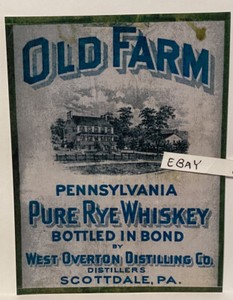 OLD FARM
EBAY
PENNSYLVANIA
PURE RYE WHISKEY
BOTTLED IN BOND
BY
WEST OVERTON DISTILLING CO.
DISTILLERS
SCOTTDALE, PA.